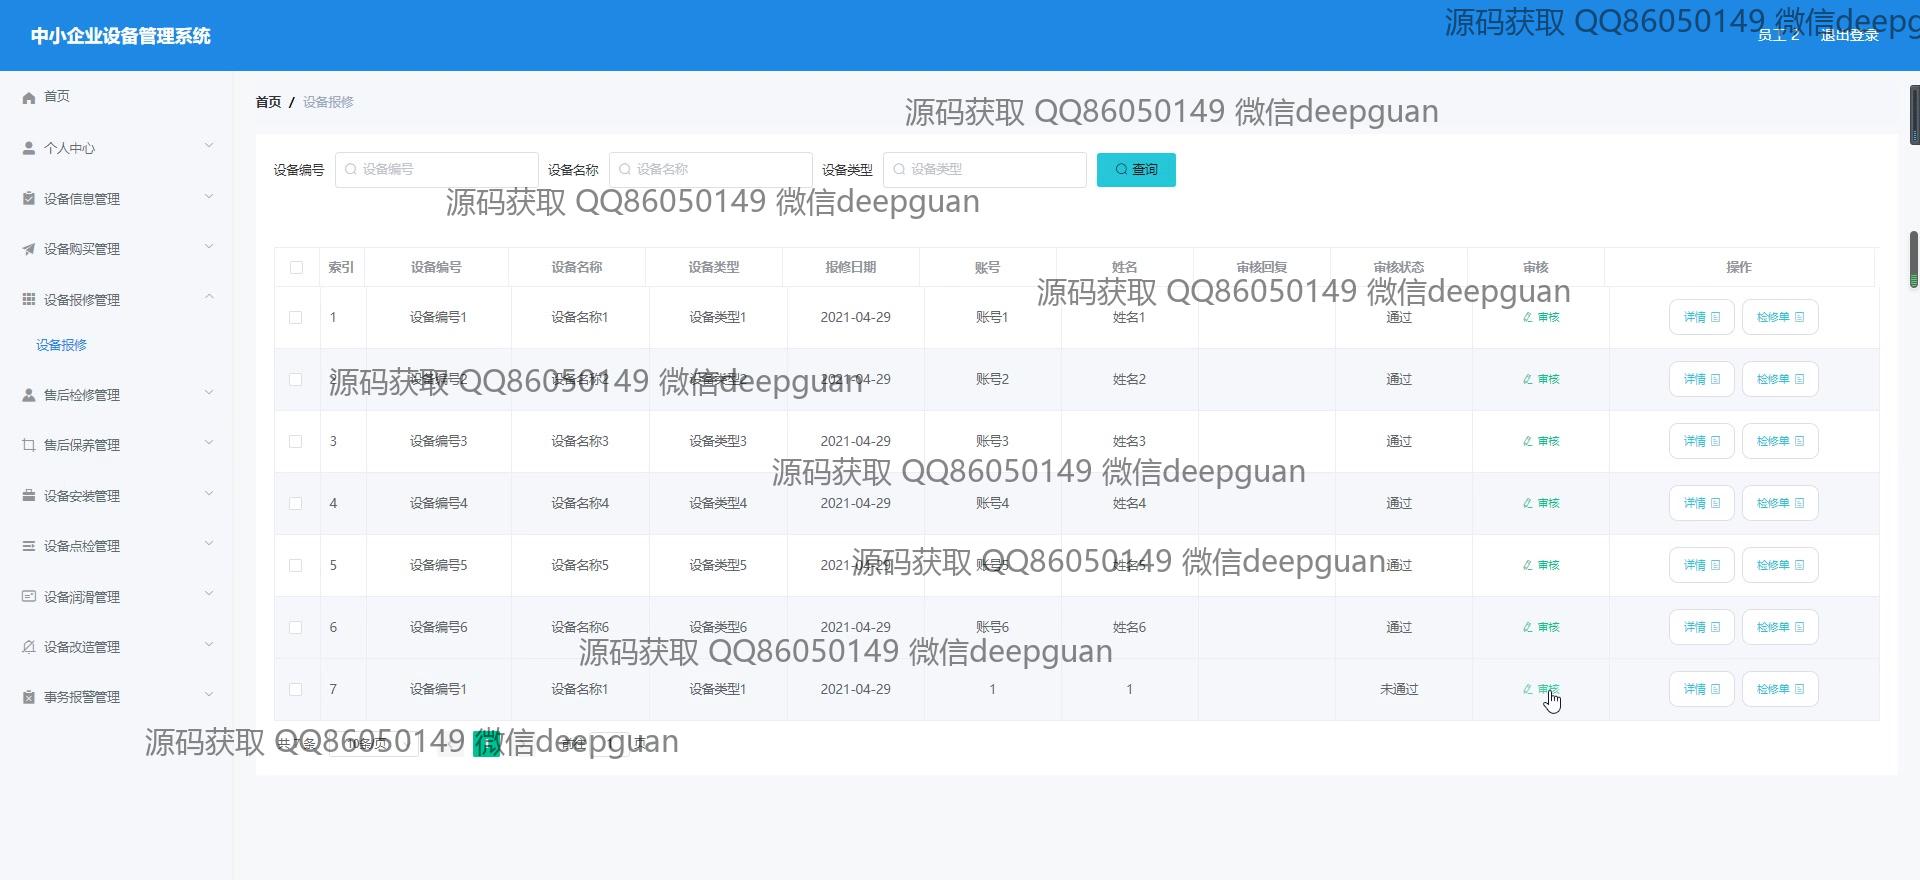 中小企业设备管理系统
员工 2 退出登录
源码获取 QQ86050149 微信deepg
首页
个人中心
设备信息管理
设备购买管理
设备报修管理
设备报修
售后检修管理
售后保养管理
设备安装管理
设备点检管理
设备润滑管理
设备改造管理
事务报警管理
首页 / 设备报修
源码获取 QQ86050149 微信deepguan
设备编号 设备编号 设备名称 设备名称 设备类型 设备类型 查询
源码获取 QQ86050149 微信deepguan
索引 设备编号 设备名称 设备类型 报修日期 账号 姓名 审核回复 审核状态 审核 操作
源码获取 QQ86050149 微信deepguan
1 设备编号1 设备名称1 设备类型1 2021-04-29 账号1 姓名1 通过 审核 详情 检修单
2 设备编号2 设备名称2 设备类型2 2021-04-29 账号2 姓名2 通过 审核 详情 检修单
源码获取 QQ86050149 微信deepguan
3 设备编号3 设备名称3 设备类型3 2021-04-29 账号3 姓名3 通过 审核 详情 检修单
源码获取 QQ86050149 微信deepguan
4 设备编号4 设备名称4 设备类型4 2021-04-29 账号4 姓名4 通过 审核 详情 检修单
5 设备编号5 设备名称5 设备类型5 2021-04-29 账号5 姓名5 通过 审核 详情 检修单
源码获取 QQ86050149 微信deepguan
6 设备编号6 设备名称6 设备类型6 2021-04-29 账号6 姓名6 通过 审核 详情 检修单
源码获取 QQ86050149 微信deepguan
7 设备编号1 设备名称1 设备类型1 2021-04-29 1 1 未通过 审核 详情 检修单
共 7 条 10条/页 1 前往 1 页
源码获取 QQ86050149 微信deepguan